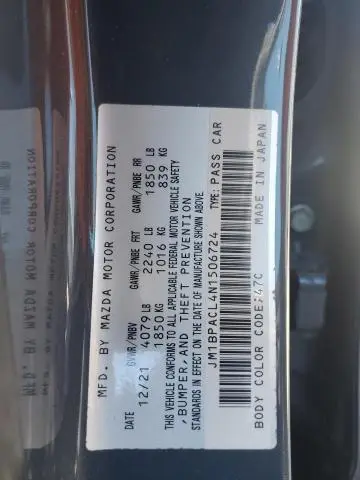 MFD. BY MAZDA MOTOR CORPORATION
DATE GVWR/PNBV GAWR/PNBE FRT GAWR/PNBE RR
12/21 4079 LB 2240 LB 1850 LB
1850 KG 1016 KG 839 KG
THIS VEHICLE CONFORMS TO ALL APPLICABLE FEDERAL MOTOR VEHICLE SAFETY
,BUMPER,AND THEFT PREVENTION
STANDARDS IN EFFECT ON THE DATE OF MANUFACTURE SHOWN ABOVE.
JM1BPACL4N1506724 TYPE: PASS CAR
BODY COLOR CODE:47C MADE IN JAPAN